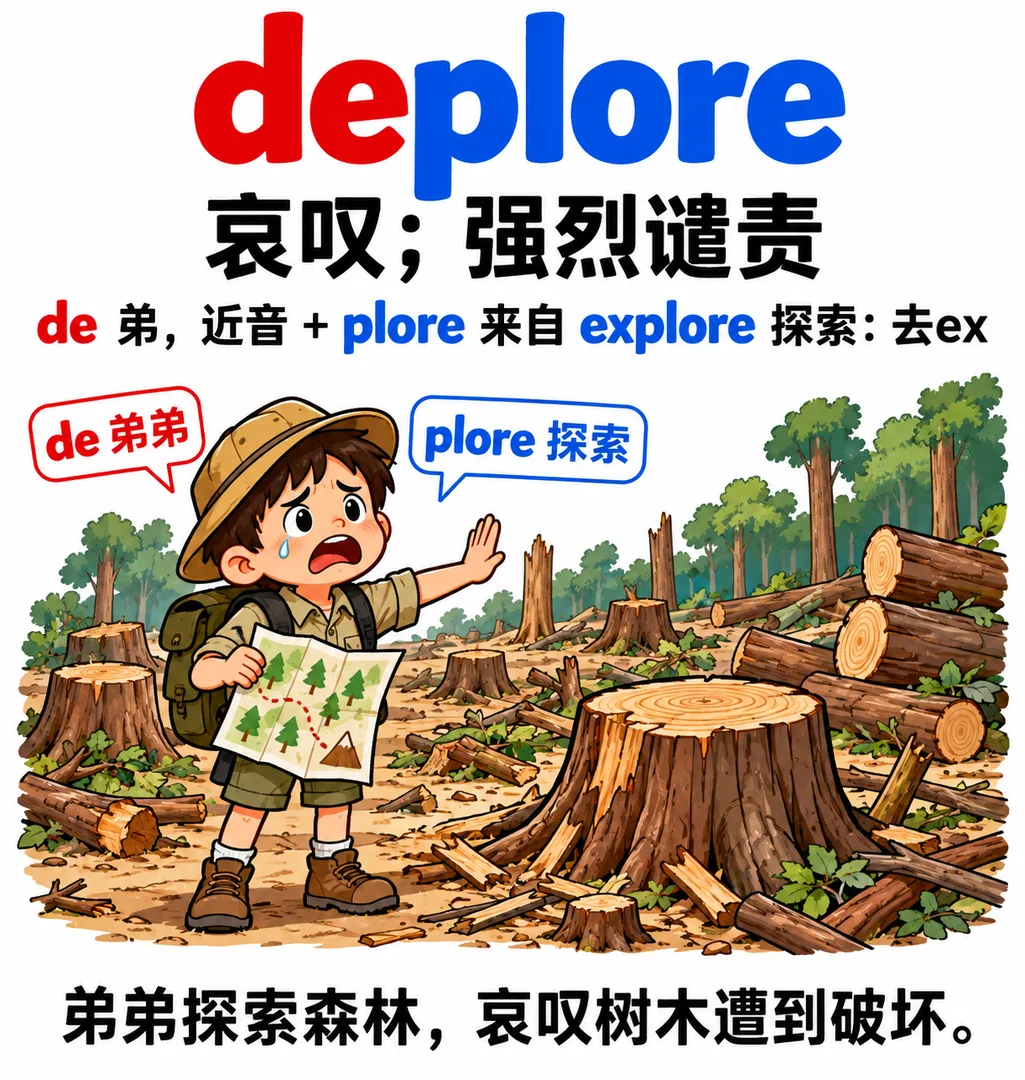 deplore
哀叹；强烈谴责
de 弟，近音 + plore 来自 explore 探索：去ex
de 弟弟
plore 探索
弟弟探索森林，哀叹树木遭到破坏。